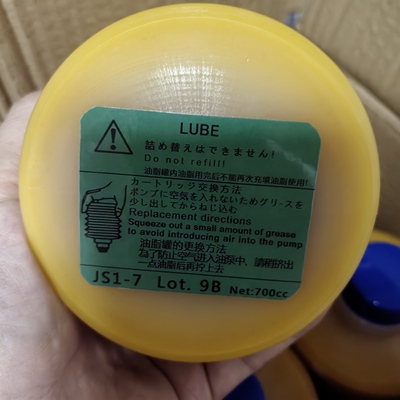 LUBE
詰め替えはできません!
Do not refill!
油脂罐内油脂用完后不能再次充填油脂使用!
カートリッジ交換方法
ポンプに空気を入れないためグリースを
少し出してからねじ込む
Replacement directions
Squeeze out a small amount of grease
to avoid introducing air into the pump
油脂罐的更换方法
為了防止空气进入油泵中、請稍挤出
一点油脂后再拧上去
JS1-7 Lot. 9B Net:700cc